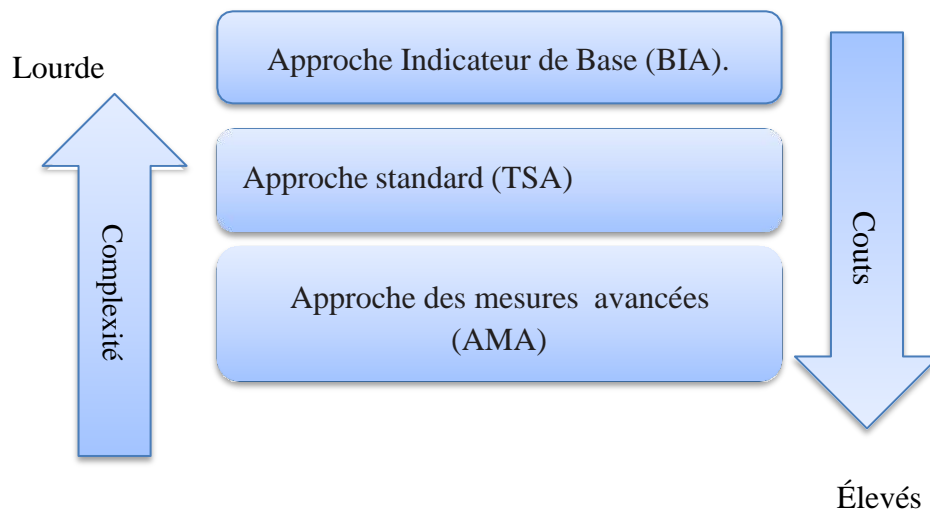 Lourde
Approche Indicateur de Base (BIA).
Approche standard (TSA)
Approche des mesures avancées
(AMA)
Complexité
Couts
Élevés